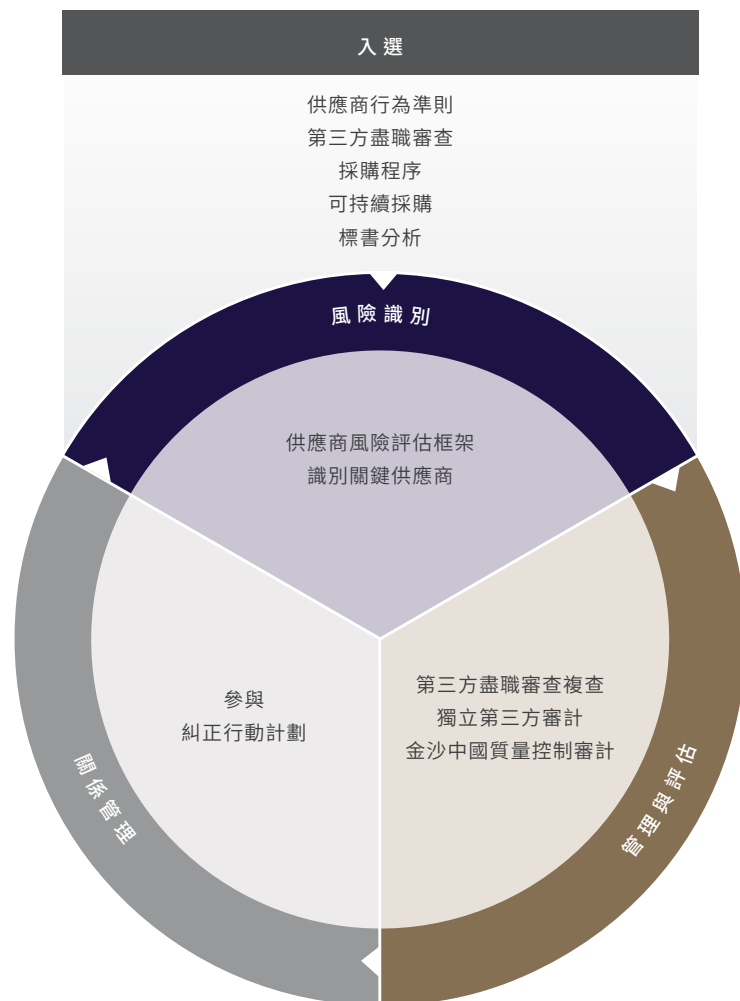 入選
供應商行為準則
第三方盡職審查
採購程序
可持續採購
標書分析
風險識別
供應商風險評估框架
識別關鍵供應商
第三方盡職審查複查
獨立第三方審計
金沙中國質量控制審計
管理與評估
參與
糾正行動計劃
關係管理